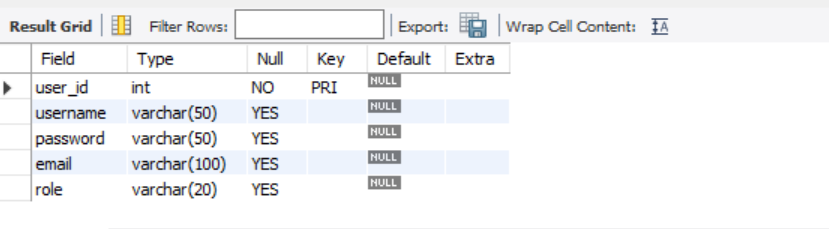 Result Grid Filter Rows: Export: Wrap Cell Content: IA
Field Type Null Key Default Extra
user_id int NO PRI NULL
username varchar(50) YES NULL
password varchar(50) YES NULL
email varchar(100) YES NULL
role varchar(20) YES NULL